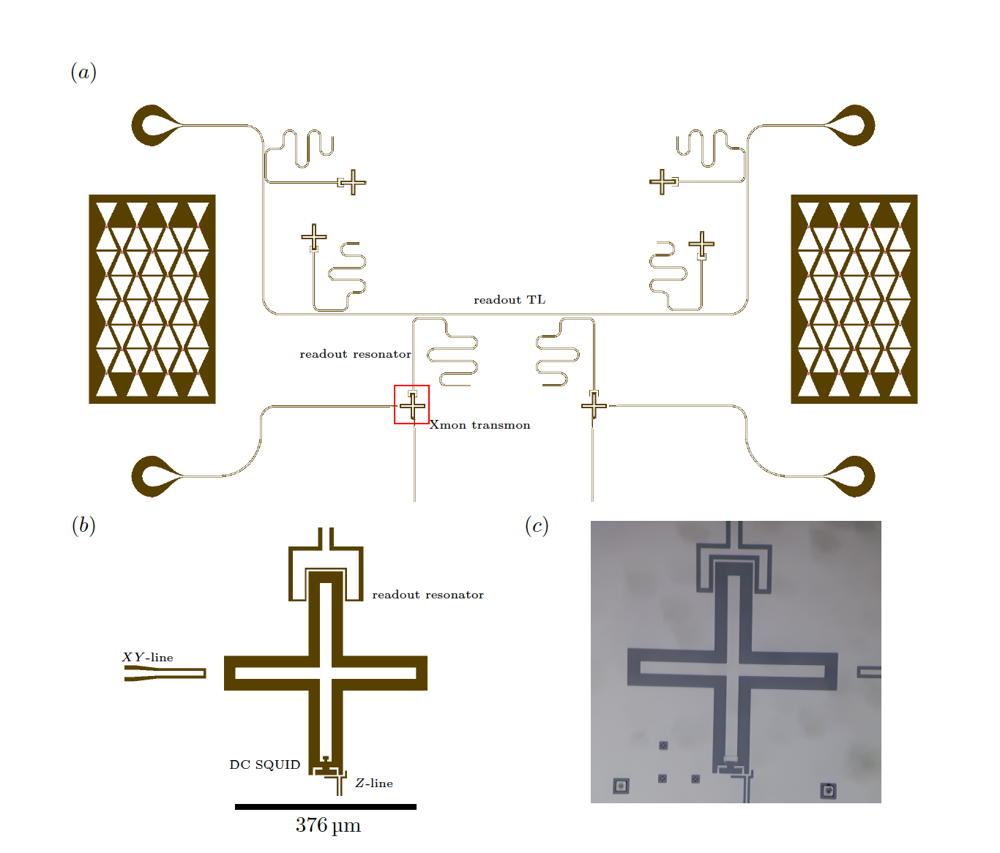 (a)
readout TL
readout resonator
Xmon transmon
(b)
(c)
readout resonator
XY-line
DC SQUID
Z-line
376 µm